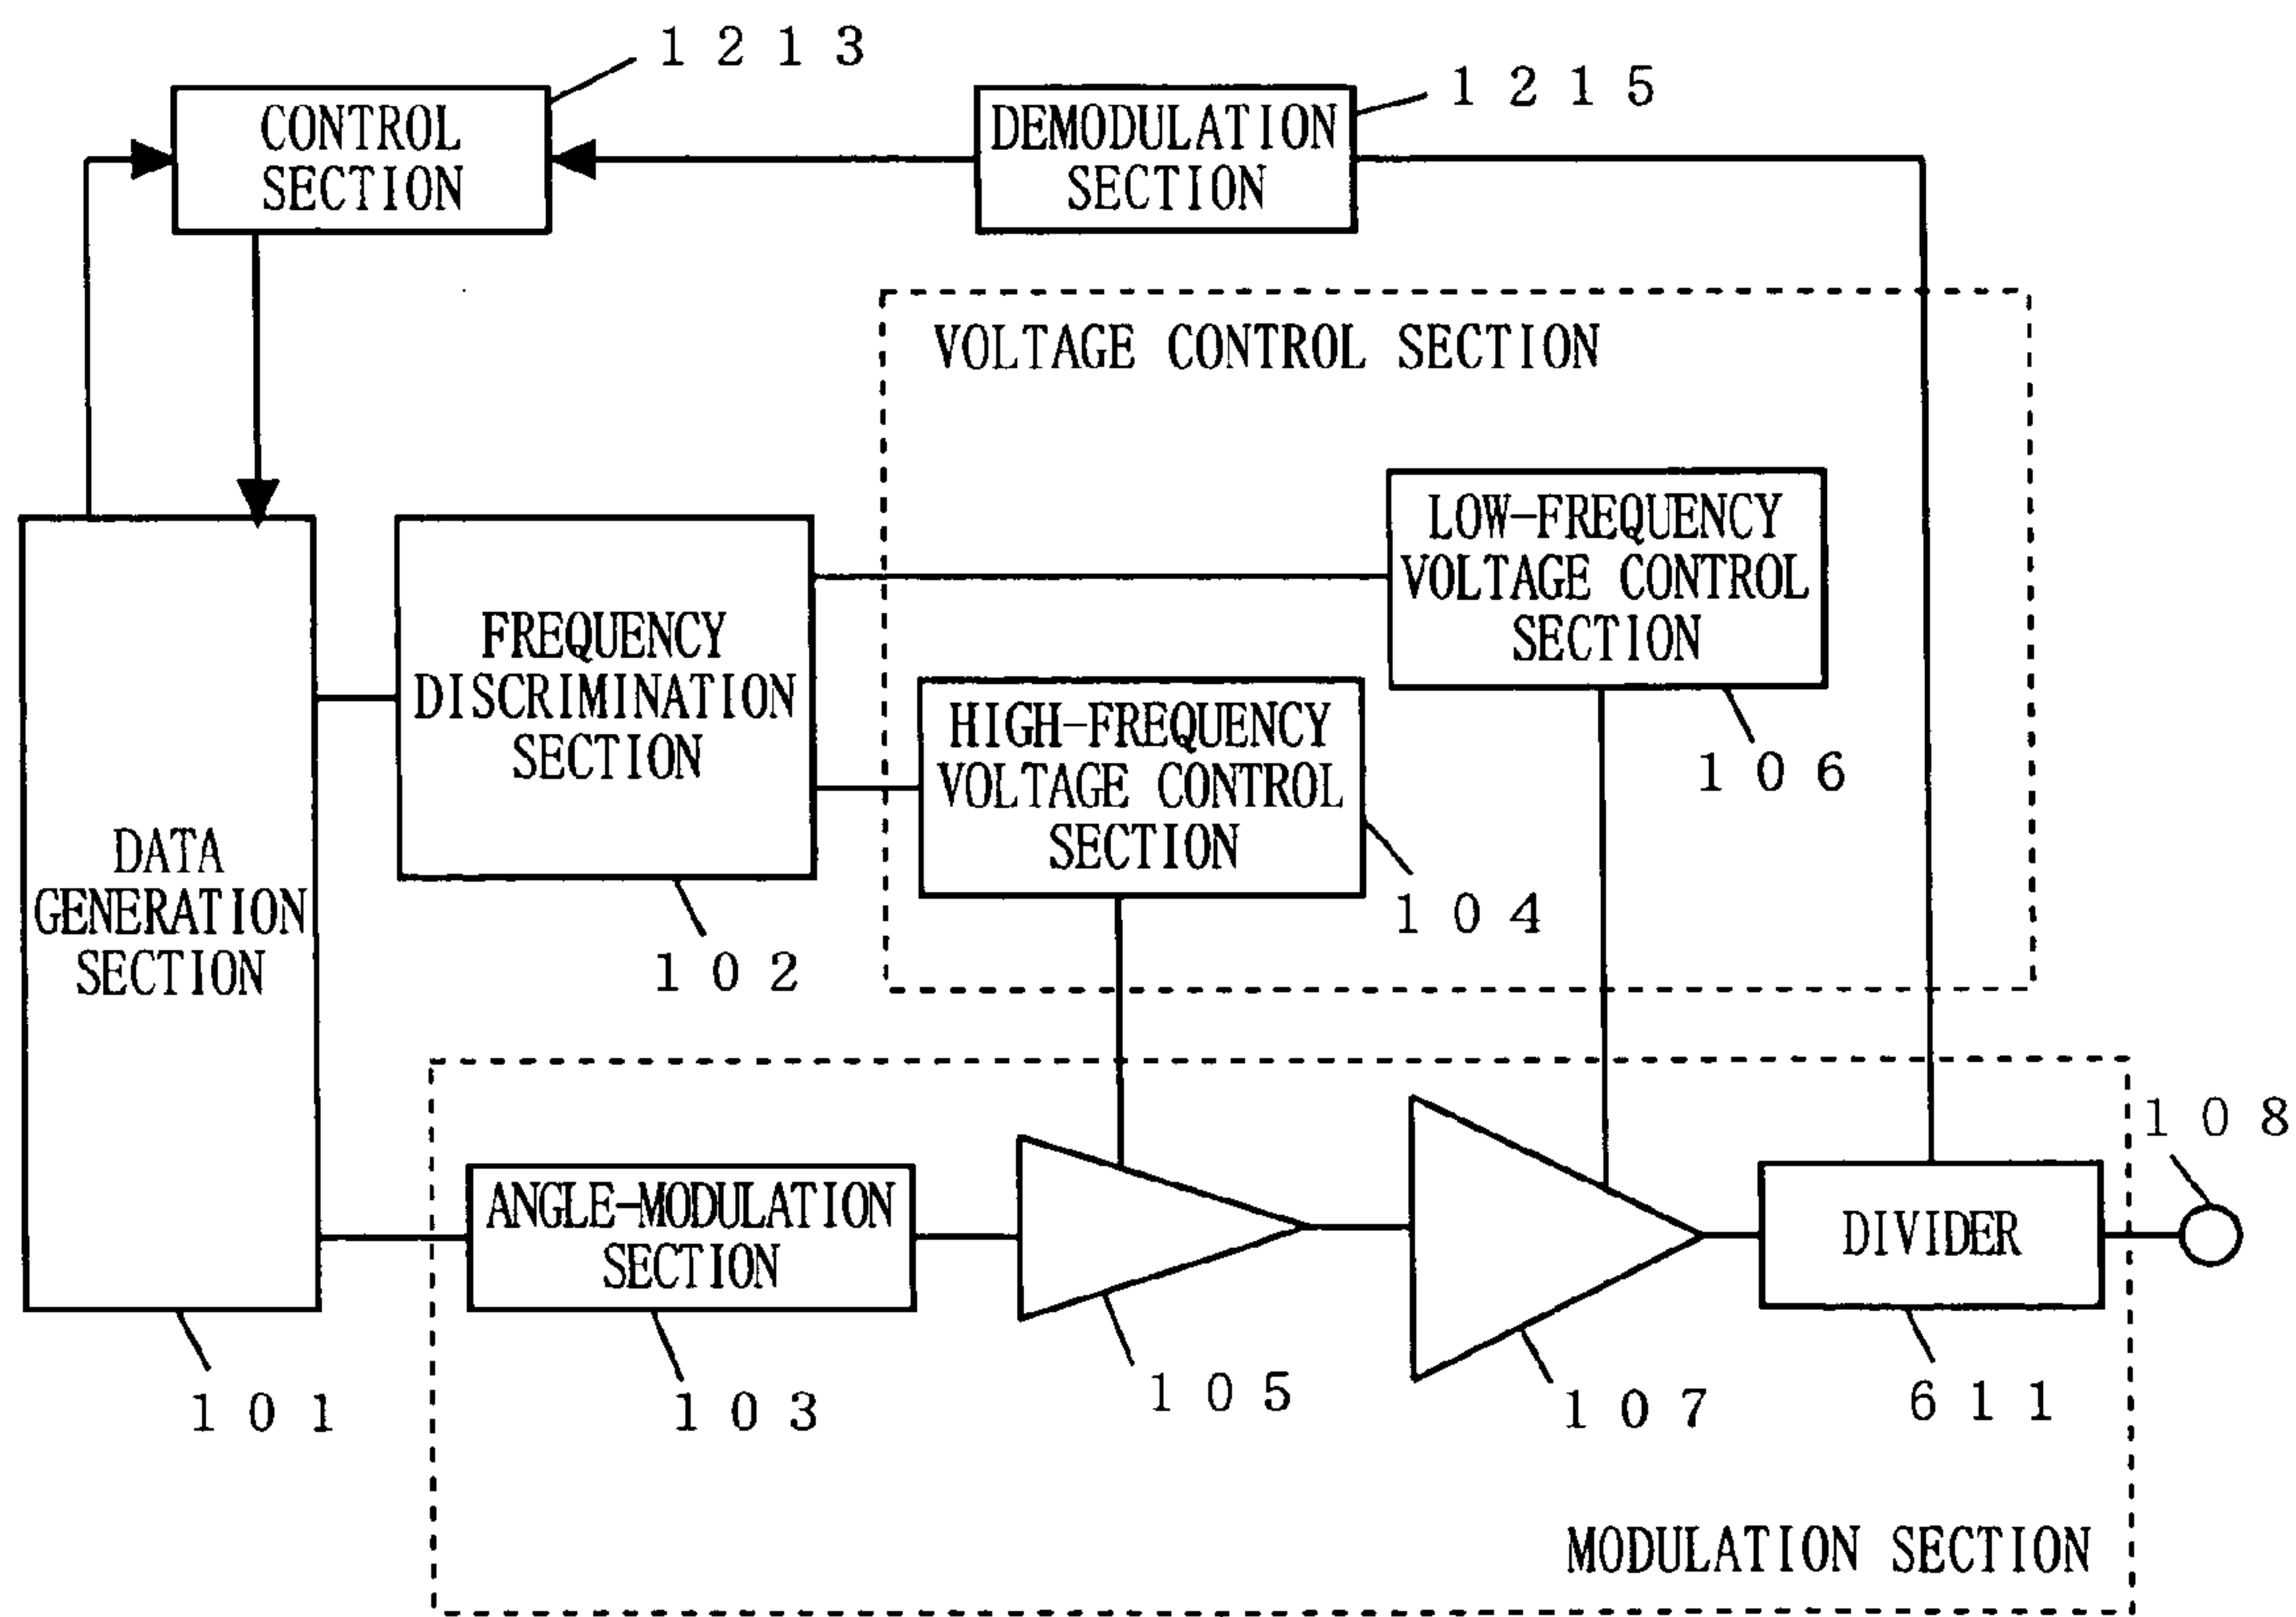 1213
CONTROL
SECTION
DEMODULATION
SECTION
1215
VOLTAGE CONTROL SECTION
LOW-FREQUENCY
VOLTAGE CONTROL
SECTION
106
FREQUENCY
DISCRIMINATION
SECTION
102
HIGH-FREQUENCY
VOLTAGE CONTROL
SECTION
104
DATA
GENERATION
SECTION
101
ANGLE-MODULATION
SECTION
103
105
107
DIVIDER
611
108
MODULATION SECTION